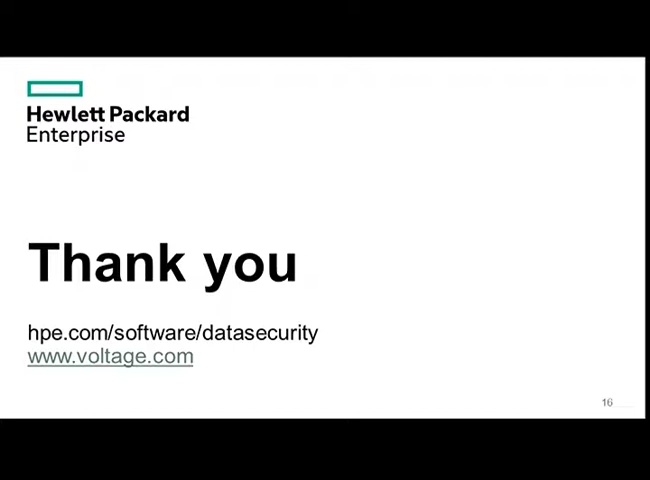 Hewlett Packard
Enterprise
Thank you
hpe.com/software/datasecurity
www.voltage.com
16